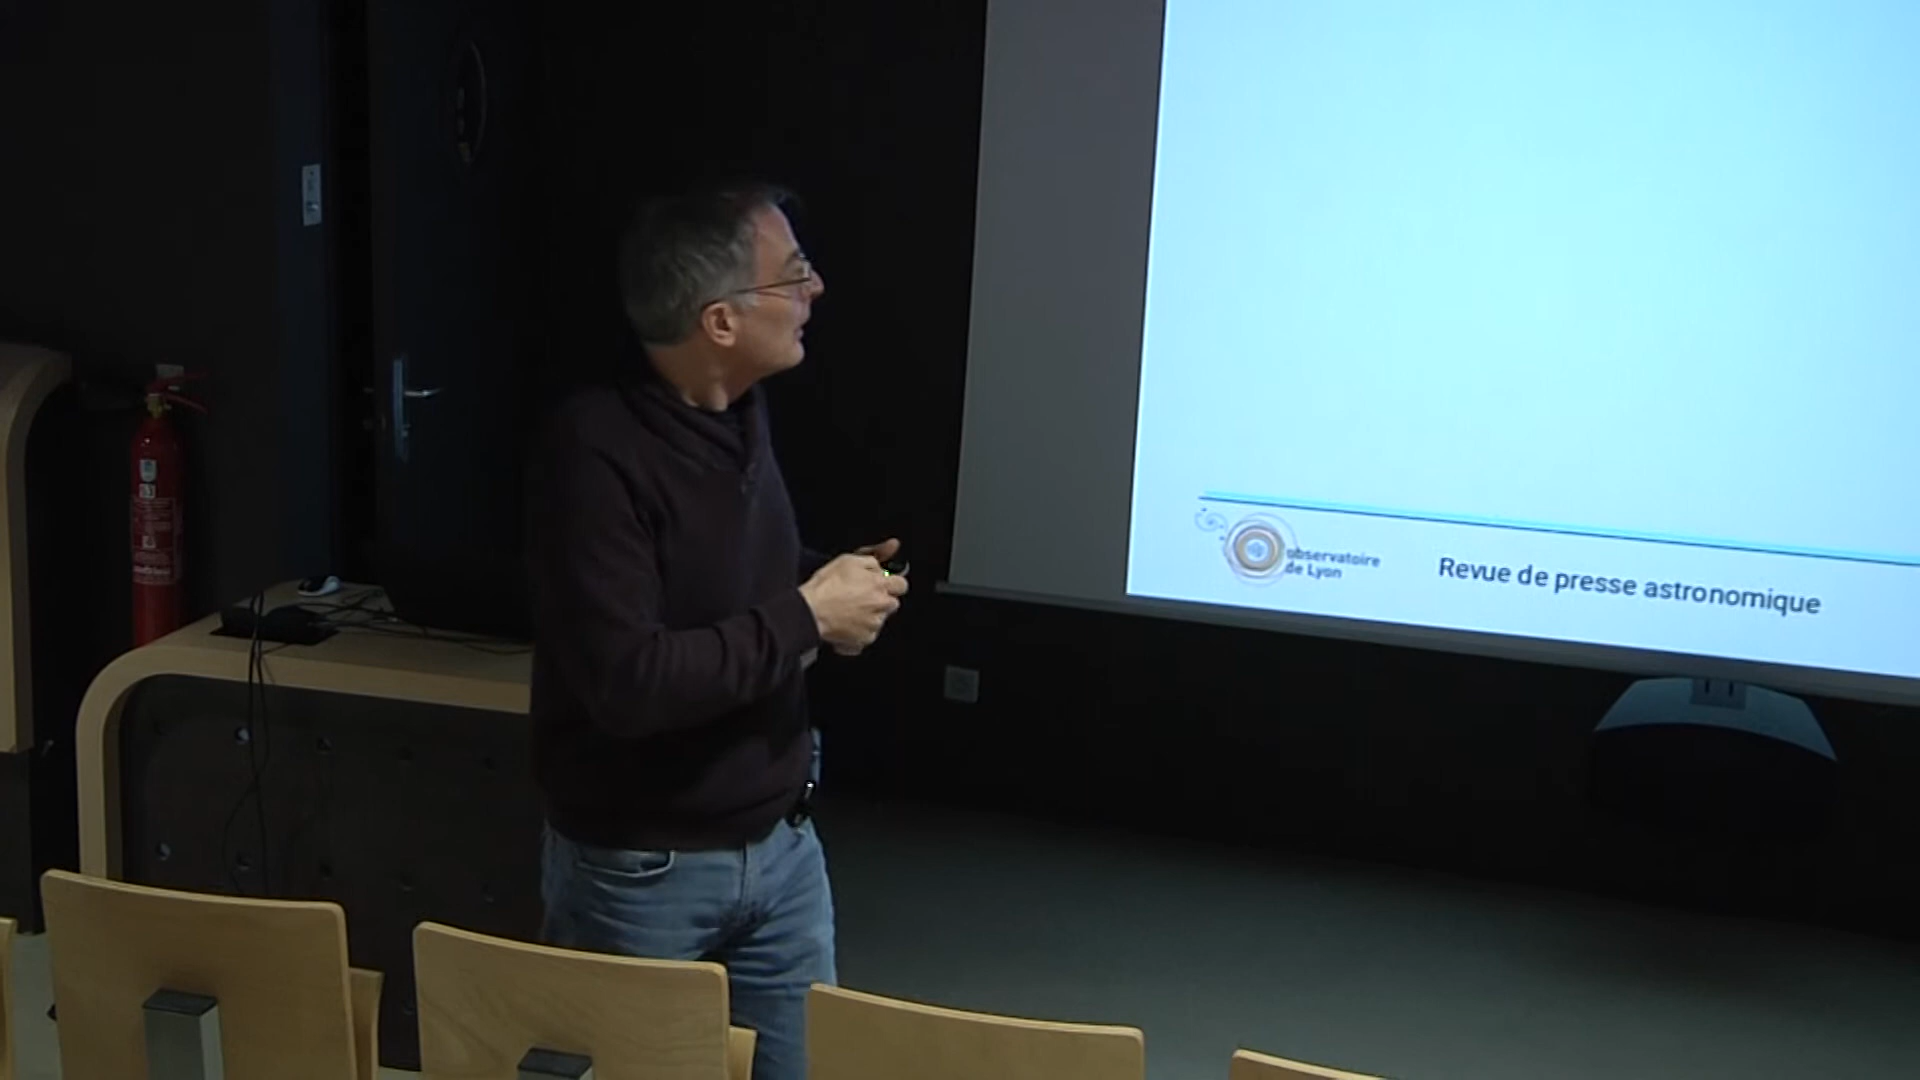 observatoire
de Lyon
Revue de presse astronomique